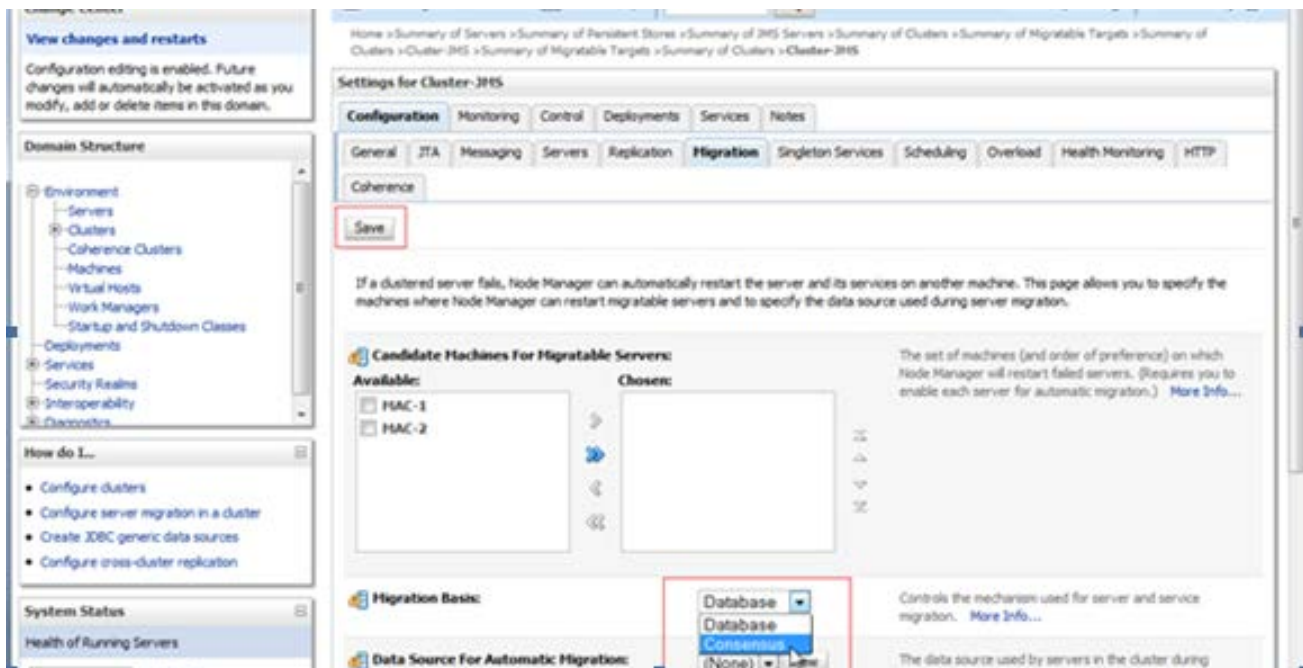 View changes and restarts
Configuration editing is enabled. Future
changes will automatically be activated as you
modify, add or delete items in this domain.
Domain Structure
Environment
Servers
Clusters
Coherence Clusters
Machines
Virtual Hosts
Work Managers
Startup and Shutdown Classes
Deployments
Services
Security Realms
Interoperability
Diagnostics
How do I...
Configure clusters
Configure server migration in a cluster
Create JDBC generic data sources
Configure cross-cluster replication
System Status
Health of Running Servers
Home >Summary of Servers >Summary of Persistent Stores >Summary of JMS Servers >Summary of Clusters >Summary of Migratable Targets >Summary of
Clusters >Cluster-JMS >Summary of Migratable Targets >Summary of Clusters >Cluster-JMS
Settings for Cluster-JMS
Configuration Monitoring Control Deployments Services Notes
General JTA Messaging Servers Replication Migration Singleton Services Scheduling Overload Health Monitoring HTTP
Coherence
Save
If a clustered server fails, Node Manager can automatically restart the server and its services on another machine. This page allows you to specify the
machines where Node Manager can restart migratable servers and to specify the data source used during server migration.
Candidate Machines For Migratable Servers:
Available: Chosen:
MAC-1
MAC-2
The set of machines (and order of preference) on which
Node Manager will restart failed servers. (Requires you to
enable each server for automatic migration.) More Info...
Migration Basis:
Database
Database
Consensus
Controls the mechanism used for server and service
migration. More Info...
Data Source For Automatic Migration:
(None)
The data source used by servers in the cluster during